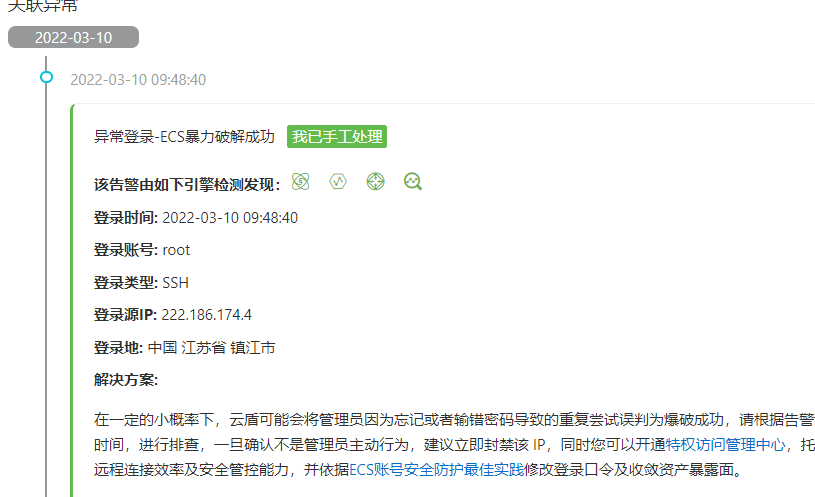 关联异常
2022-03-10
2022-03-10 09:48:40
异常登录-ECS暴力破解成功 我已手工处理
该告警由如下引擎检测发现：
登录时间: 2022-03-10 09:48:40
登录账号: root
登录类型: SSH
登录源IP: 222.186.174.4
登录地: 中国 江苏省 镇江市
解决方案:
在一定的小概率下，云盾可能会将管理员因为忘记或者输错密码导致的重复尝试误判为爆破成功，请根据告警
时间，进行排查，一旦确认不是管理员主动行为，建议立即封禁该 IP，同时您可以开通特权访问管理中心，托
远程连接效率及安全管控能力，并依据ECS账号安全防护最佳实践修改登录口令及收敛资产暴露面。